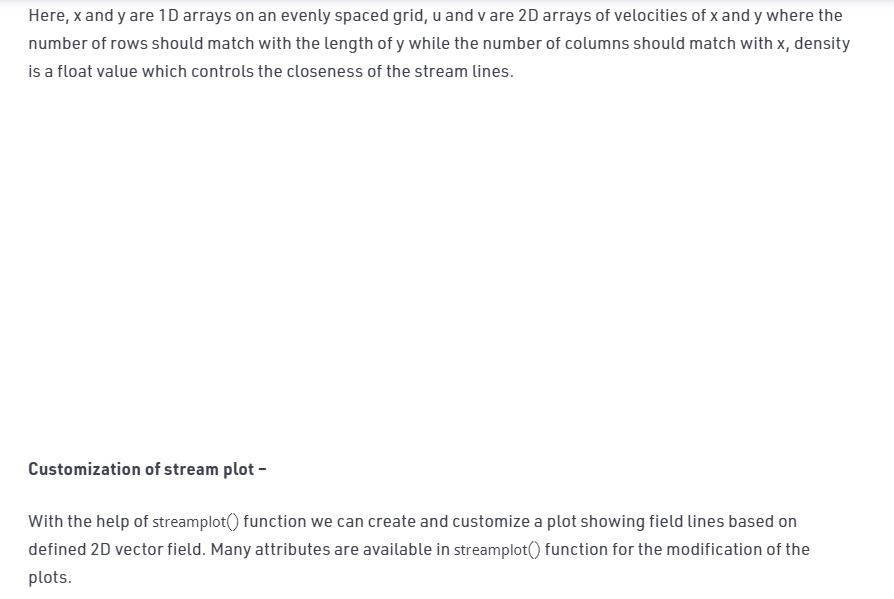 Here, x and y are 1D arrays on an evenly spaced grid, u and v are 2D arrays of velocities of x and y where the
number of rows should match with the length of y while the number of columns should match with x, density
is a float value which controls the closeness of the stream lines.
Customization of stream plot –
With the help of streamplot() function we can create and customize a plot showing field lines based on
defined 2D vector field. Many attributes are available in streamplot() function for the modification of the
plots.